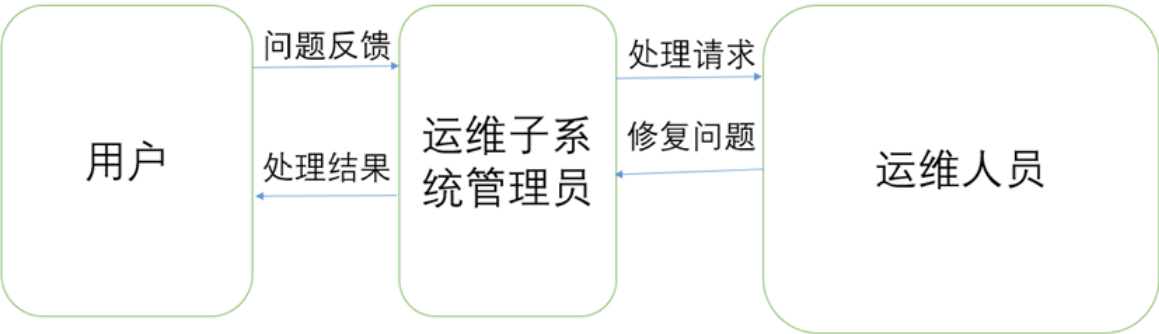 用户
问题反馈
处理结果
运维子系
统管理员
处理请求
修复问题
运维人员